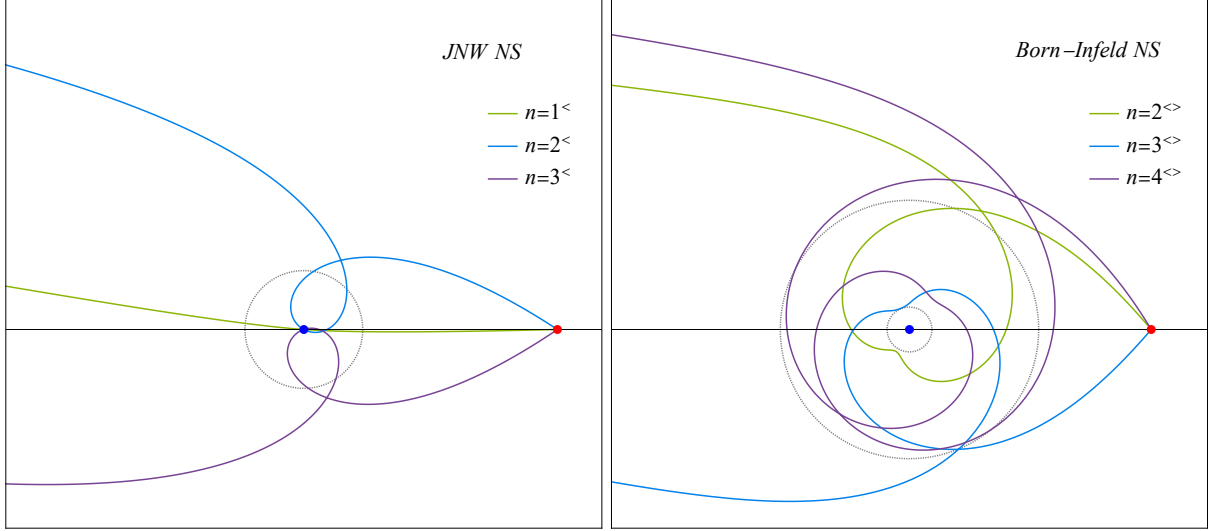 JNW NS
n=1<
n=2<
n=3<
Born–Infeld NS
n=2<>
n=3<>
n=4<>